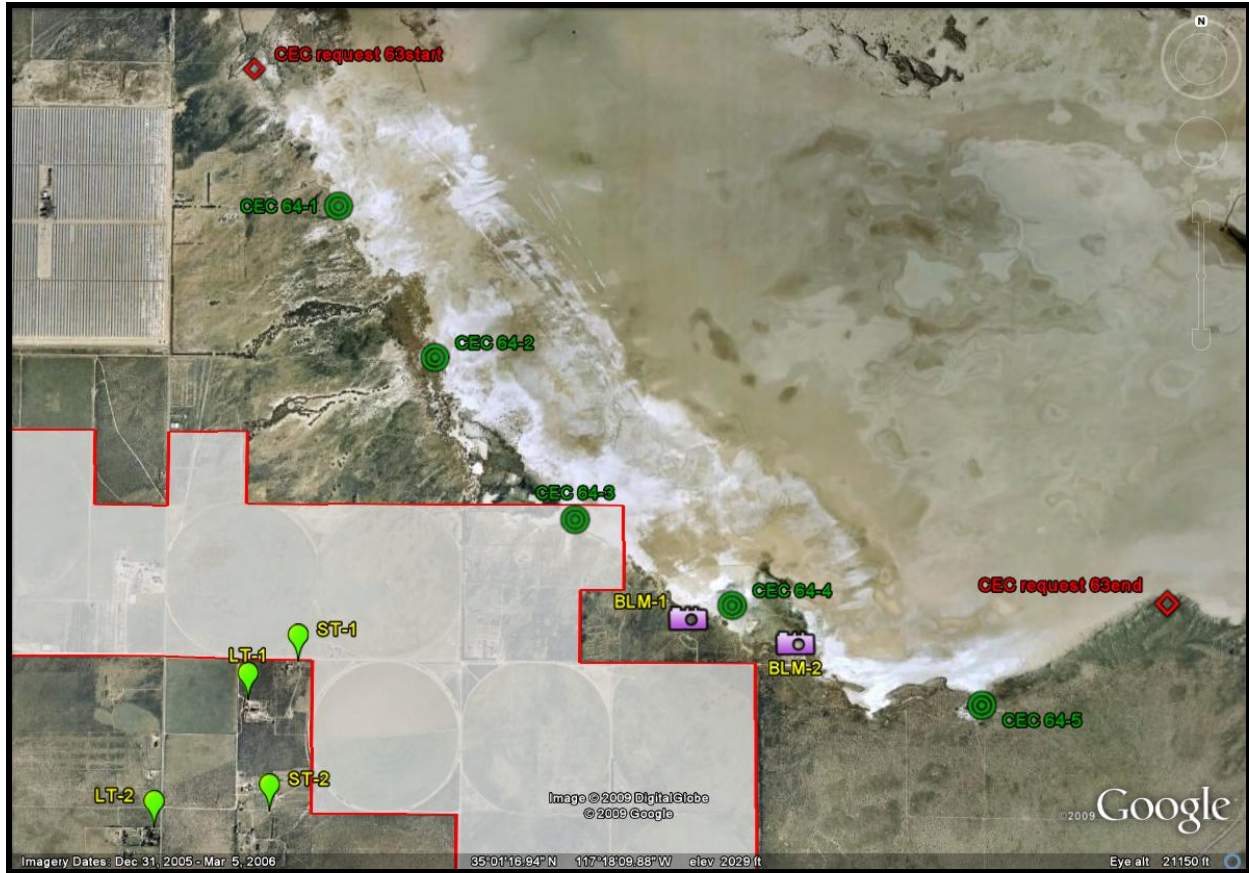 N
CEC request 63start
CEC 64-1
CEC 64-2
CEC 64-3
CEC request 63end
CEC 64-4
BLM-1
ST-1
LT-1
BLM-2
CEC 64-5
ST-2
LT-2
Image © 2009 DigitalGlobe
© 2009 Google
©2009 Google
Imagery Dates: Dec 31, 2005 - Mar 5, 2006 35°01'16.94" N 117°18'09.88" W elev 2029 ft Eye alt 21150 ft